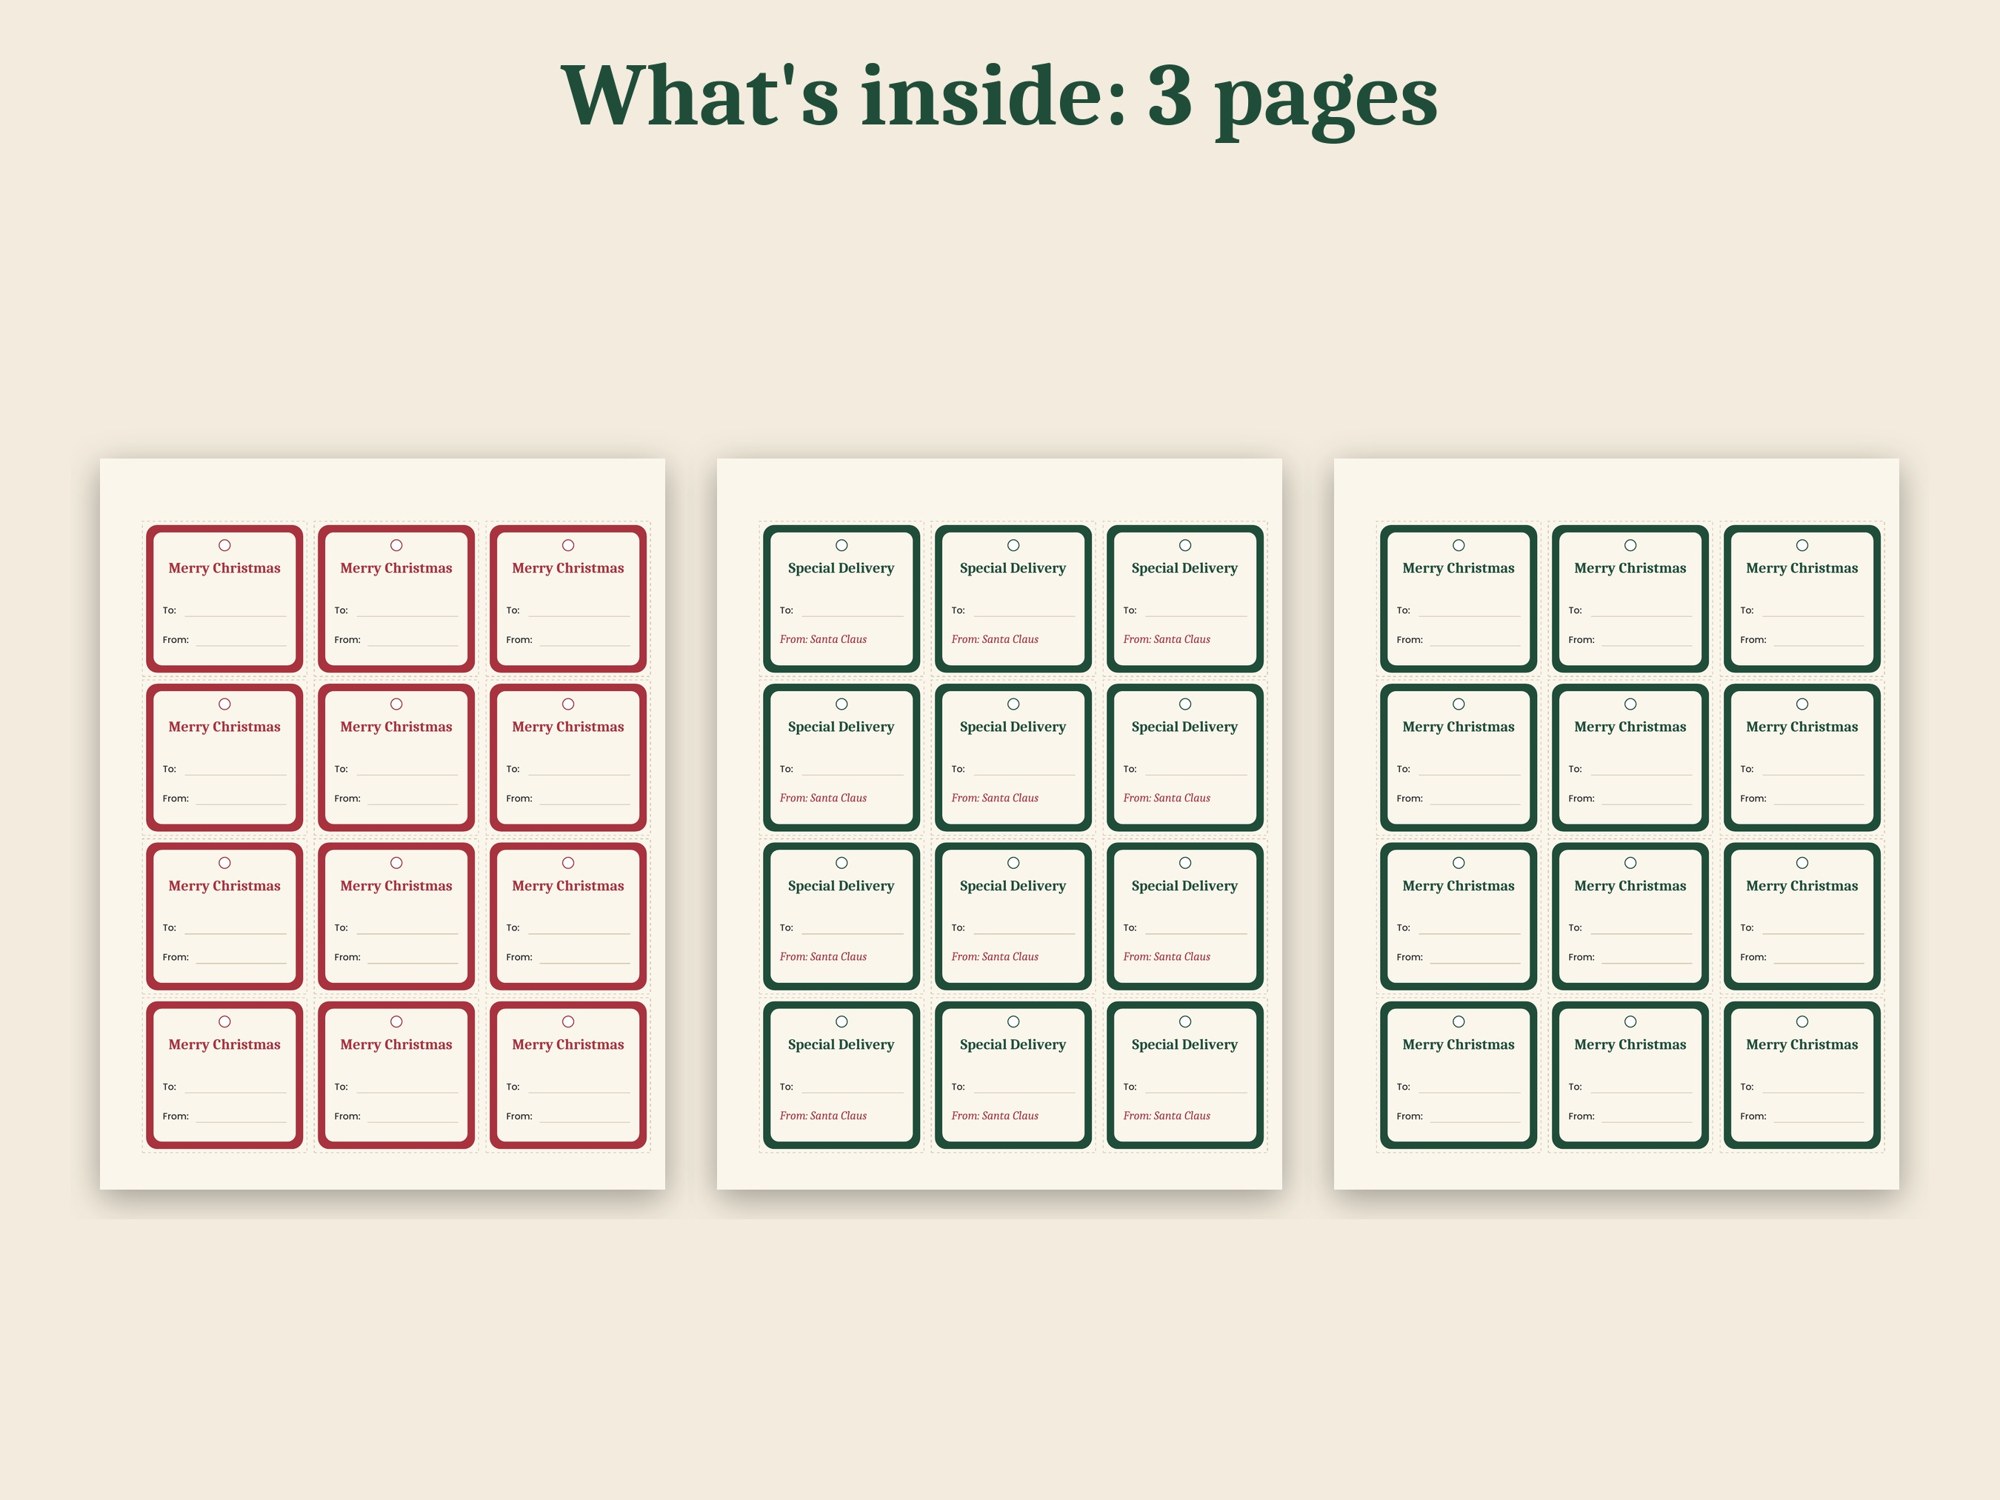 What's inside: 3 pages
Merry Christmas Merry Christmas Merry Christmas
To: To: To:
From: From: From:
Merry Christmas Merry Christmas Merry Christmas
To: To: To:
From: From: From:
Merry Christmas Merry Christmas Merry Christmas
To: To: To:
From: From: From:
Merry Christmas Merry Christmas Merry Christmas
To: To: To:
From: From: From:
Special Delivery Special Delivery Special Delivery
To: To: To:
From: Santa Claus From: Santa Claus From: Santa Claus
Special Delivery Special Delivery Special Delivery
To: To: To:
From: Santa Claus From: Santa Claus From: Santa Claus
Special Delivery Special Delivery Special Delivery
To: To: To:
From: Santa Claus From: Santa Claus From: Santa Claus
Special Delivery Special Delivery Special Delivery
To: To: To:
From: Santa Claus From: Santa Claus From: Santa Claus
Merry Christmas Merry Christmas Merry Christmas
To: To: To:
From: From: From:
Merry Christmas Merry Christmas Merry Christmas
To: To: To:
From: From: From:
Merry Christmas Merry Christmas Merry Christmas
To: To: To:
From: From: From:
Merry Christmas Merry Christmas Merry Christmas
To: To: To:
From: From: From: